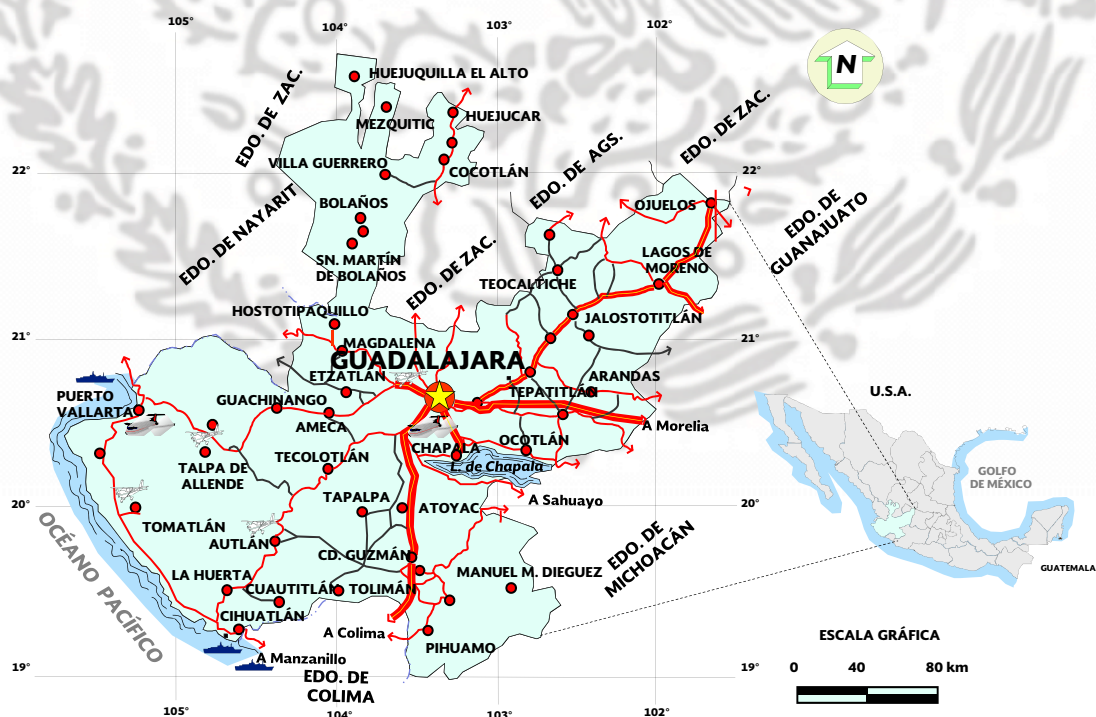 105°
104°
103°
102°
N
HUEJUQUILLA EL ALTO
EDO. DE ZAC.
MEZQUITIC
HUEJUCAR
EDO. DE ZAC.
EDO. DE AGS.
22°
VILLA GUERRERO
COCOTLÁN
22°
BOLAÑOS
OJUELOS
EDO. DE NAYARIT
EDO. DE
GUANAJUATO
EDO. DE ZAC.
SN. MARTÍN
DE BOLAÑOS
LAGOS DE
MORENO
TEOCALTICHE
HOSTOTIPAQUILLO
JALOSTOTITLÁN
21°
MAGDALENA
21°
GUADALAJARA
ETZATLÁN
ARANDAS
PUERTO
VALLARTA
GUACHINANGO
TEPATITLÁN
U.S.A.
AMECA
A Morelia
CHAPALA
OCOTLÁN
TECOLOTLÁN
L. de Chapala
TALPA DE
ALLENDE
GOLFO
DE MÉXICO
20°
TAPALPA
ATOYAC
A Sahuayo
20°
TOMATLÁN
AUTLÁN
CD. GUZMÁN
EDO. DE
MICHOACÁN
OCÉANO PACÍFICO
LA HUERTA
CUAUTITLÁN
TOLIMÁN
MANUEL M. DIEGUEZ
GUATEMALA
CIHUATLÁN
A Colima
PIHUAMO
ESCALA GRÁFICA
A Manzanillo
19°
19°
0 40 80 km
EDO. DE
COLIMA
105°
104°
103°
102°